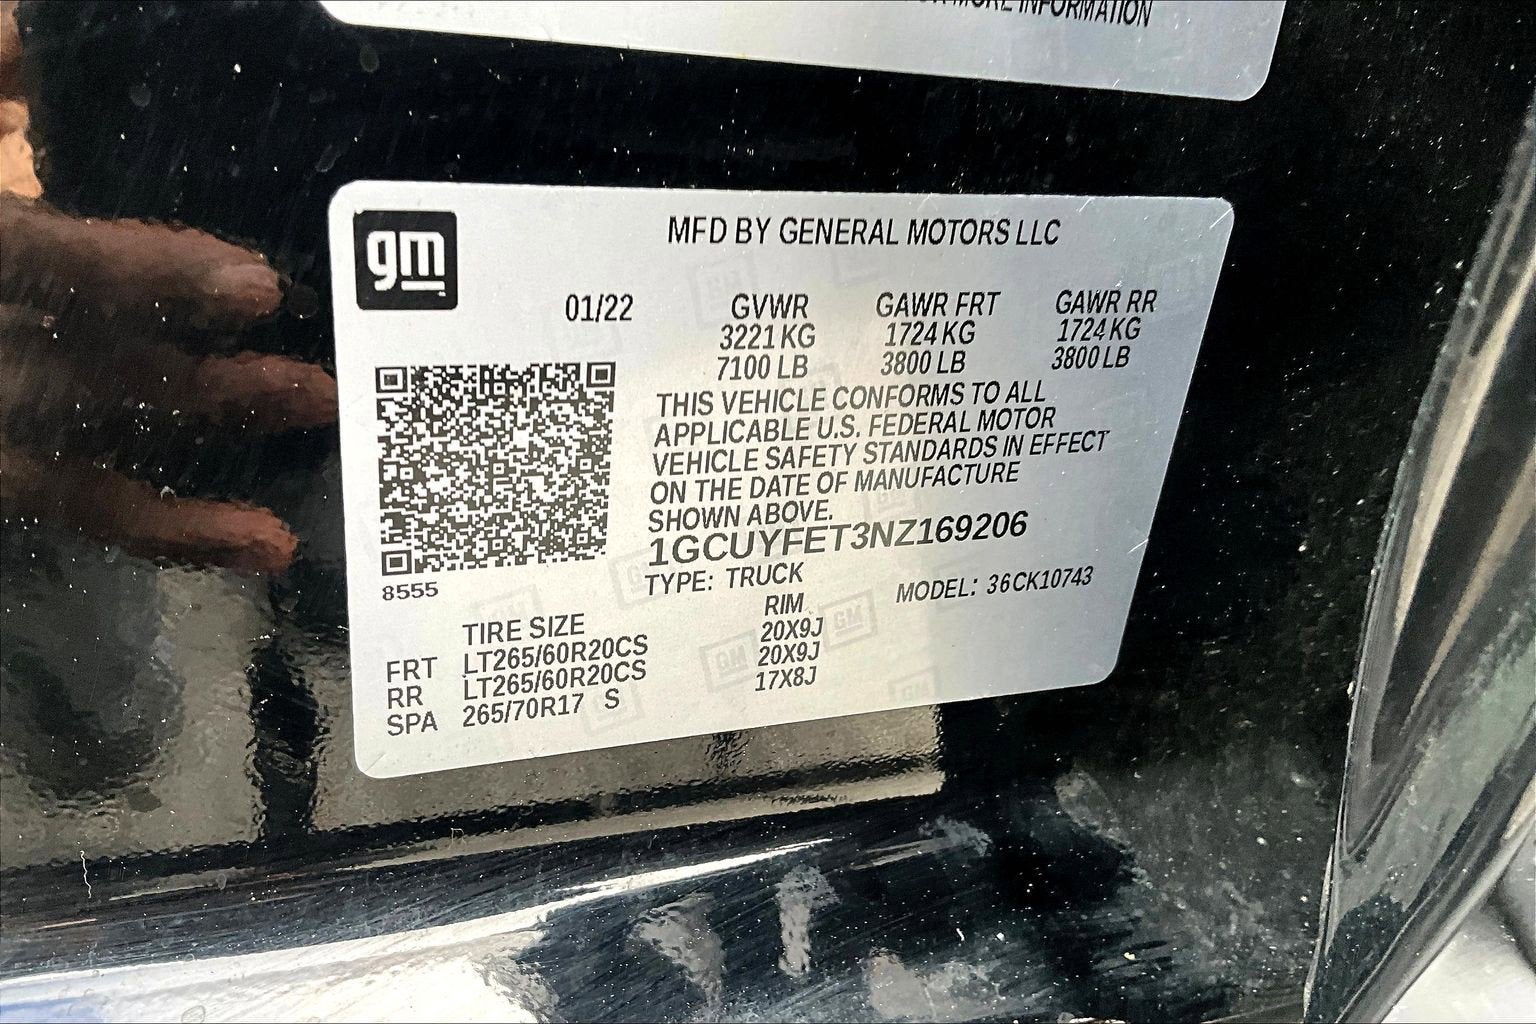 MORE INFORMATION
gm
MFD BY GENERAL MOTORS LLC
01/22 GVWR GAWR FRT GAWR RR
3221 KG 1724 KG 1724 KG
7100 LB 3800 LB 3800 LB
THIS VEHICLE CONFORMS TO ALL
APPLICABLE U.S. FEDERAL MOTOR
VEHICLE SAFETY STANDARDS IN EFFECT
ON THE DATE OF MANUFACTURE
SHOWN ABOVE.
1GCUYFET3NZ169206
8555
TYPE: TRUCK MODEL: 36CK10743
TIRE SIZE RIM
FRT LT265/60R20CS 20X9J
RR LT265/60R20CS 20X9J
SPA 265/70R17 S 17X8J